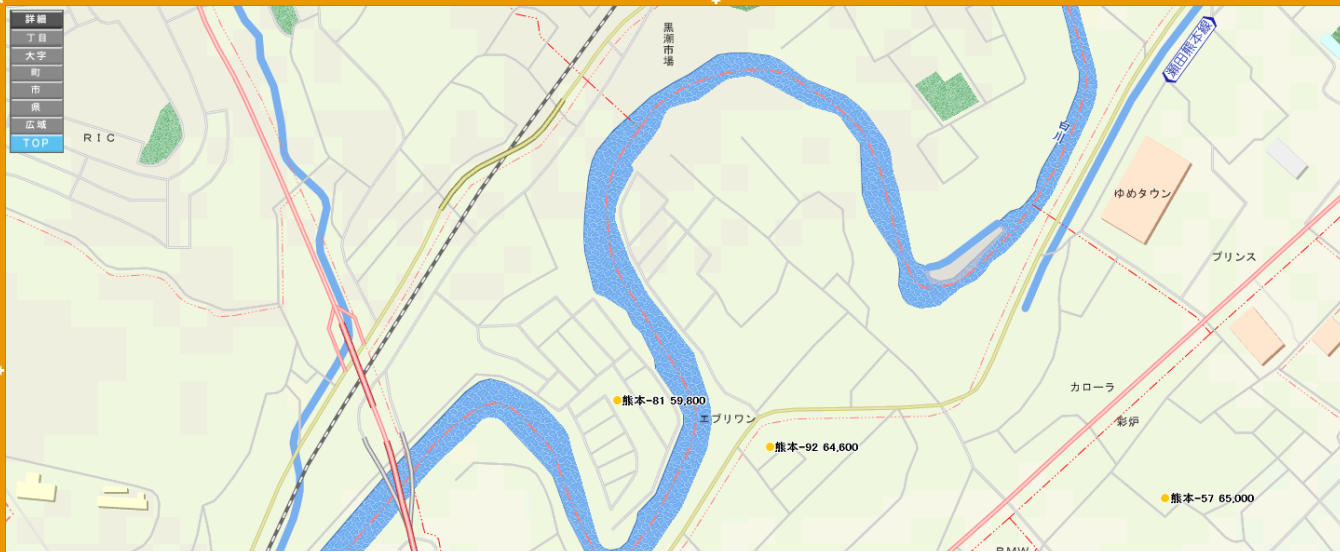 詳細
丁目
大字
町
市
県
広域
TOP
黒潮市場
瀬田熊本線
RIC
白川
ゆめタウン
プリンス
カローラ
熊本-81 59,800
エブリワン
彩炉
熊本-92 64,600
熊本-57 65,000
BMW